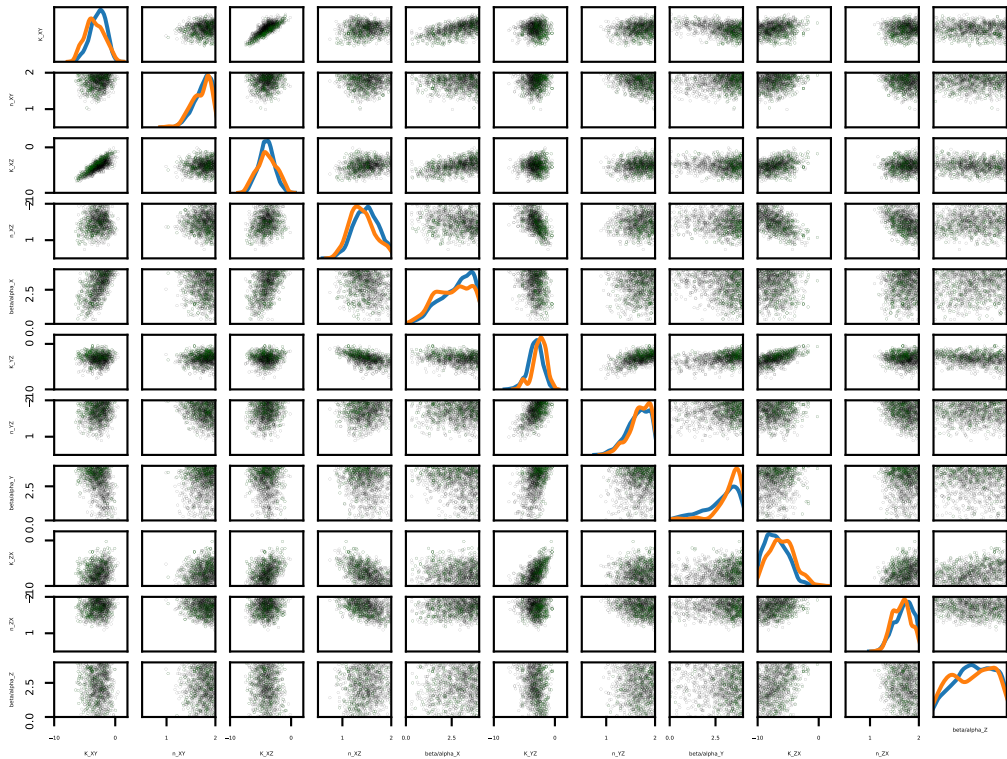 K_XY
2
1
n_XY
0
K_XZ
−10
2
1
n_XZ
2.5
0.0
beta/alpha_X
0
K_YZ
−10
2
1
n_YZ
2.5
0.0
beta/alpha_Y
0
K_ZX
−10
2
1
n_ZX
2.5
0.0
beta/alpha_Z
−10 0 1 2 −10 0 1 2 0.0 2.5 −10 0 1 2 0.0 2.5 −10 0 1 2
K_XY n_XY K_XZ n_XZ beta/alpha_X K_YZ n_YZ beta/alpha_Y K_ZX n_ZX beta/alpha_Z